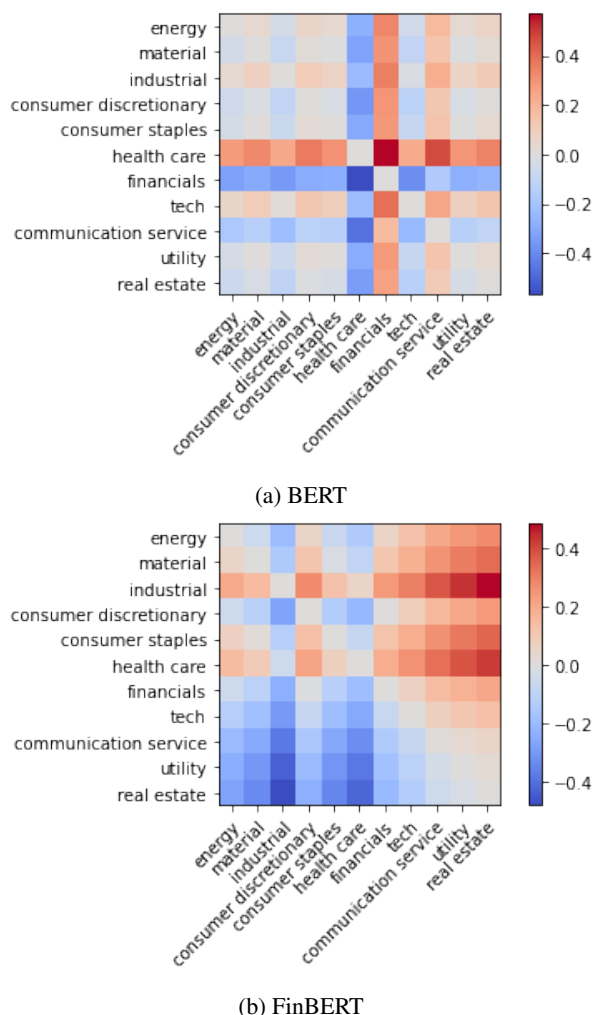 energy
material
industrial
consumer discretionary
consumer staples
health care
financials
tech
communication service
utility
real estate
0.4
0.2
0.0
−0.2
−0.4
energy
material
industrial
consumer discretionary
consumer staples
health care
financials
tech
communication service
utility
real estate
(a) BERT
energy
material
industrial
consumer discretionary
consumer staples
health care
financials
tech
communication service
utility
real estate
0.4
0.2
0.0
−0.2
−0.4
energy
material
industrial
consumer discretionary
consumer staples
health care
financials
tech
communication service
utility
real estate
(b) FinBERT